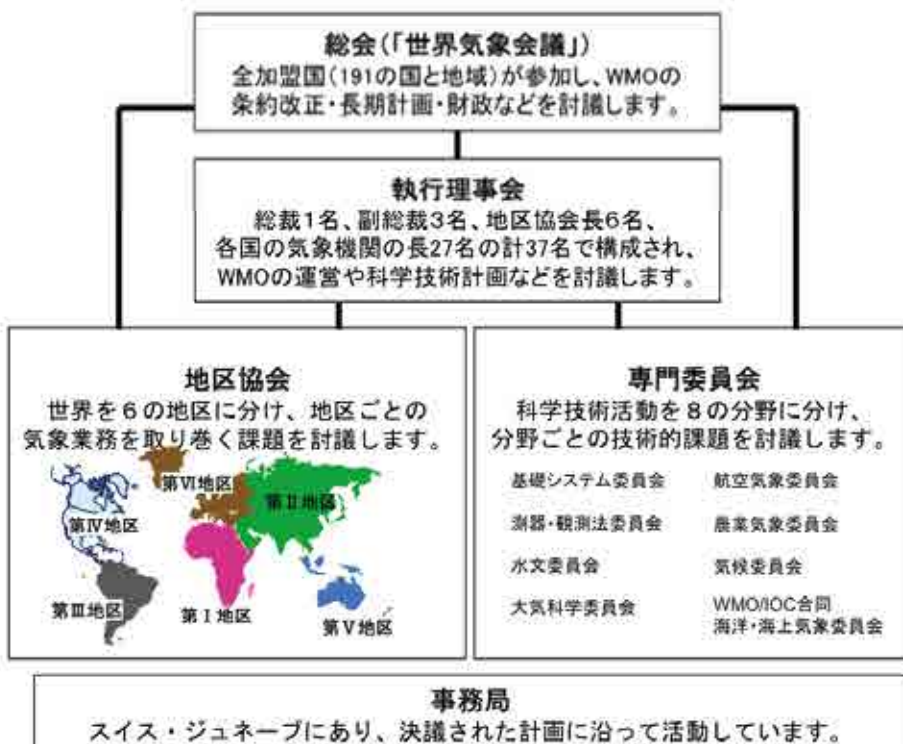 総会(「世界気象会議」)
全加盟国(191の国と地域)が参加し、WMOの
条約改正・長期計画・財政などを討議します。
執行理事会
総裁1名、副総裁3名、地区協会長6名、
各国の気象機関の長27名の計37名で構成され、
WMOの運営や科学技術計画などを討議します。
地区協会
世界を6の地区に分け、地区ごとの
気象業務を取り巻く課題を討議します。
第Ⅵ地区
第Ⅱ地区
第Ⅳ地区
第Ⅲ地区
第Ⅰ地区
第Ⅴ地区
専門委員会
科学技術活動を8の分野に分け、
分野ごとの技術的課題を討議します。
基礎システム委員会
航空気象委員会
測器・観測法委員会
農業気象委員会
水文委員会
気候委員会
大気科学委員会
WMO/IOC合同
海洋・海上気象委員会
事務局
スイス・ジュネーブにあり、決議された計画に沿って活動しています。